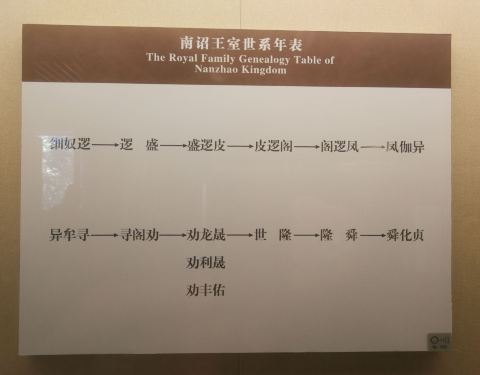 南诏王室世系年表
The Royal Family Genealogy Table of
Nanzhao Kingdom
细奴逻→逻 盛→盛逻皮→皮逻阁→阁逻凤→凤伽异
异牟寻→寻阁劝→劝龙晟→世 隆→隆 舜→舜化贞
劝利晟
劝丰佑